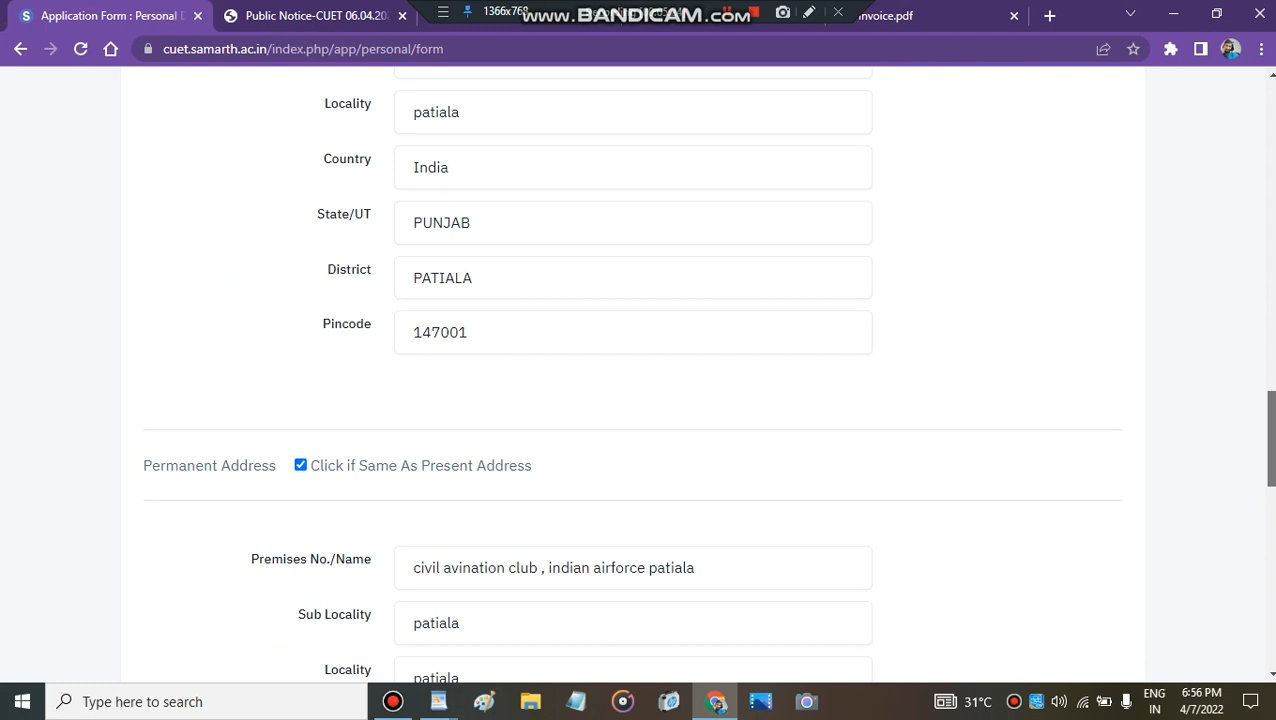 Application Form : Personal D
Public Notice-CUET 06.04.202
1366x768
www.BANDICAM.com
Invoice.pdf
cuet.samarth.ac.in/index.php/app/personal/form
Locality
patiala
Country
India
State/UT
PUNJAB
District
PATIALA
Pincode
147001
Permanent Address
Click if Same As Present Address
Premises No./Name
civil avination club , indian airforce patiala
Sub Locality
patiala
Locality
patiala
Type here to search
31°C
ENG
IN
6:56 PM
4/7/2022